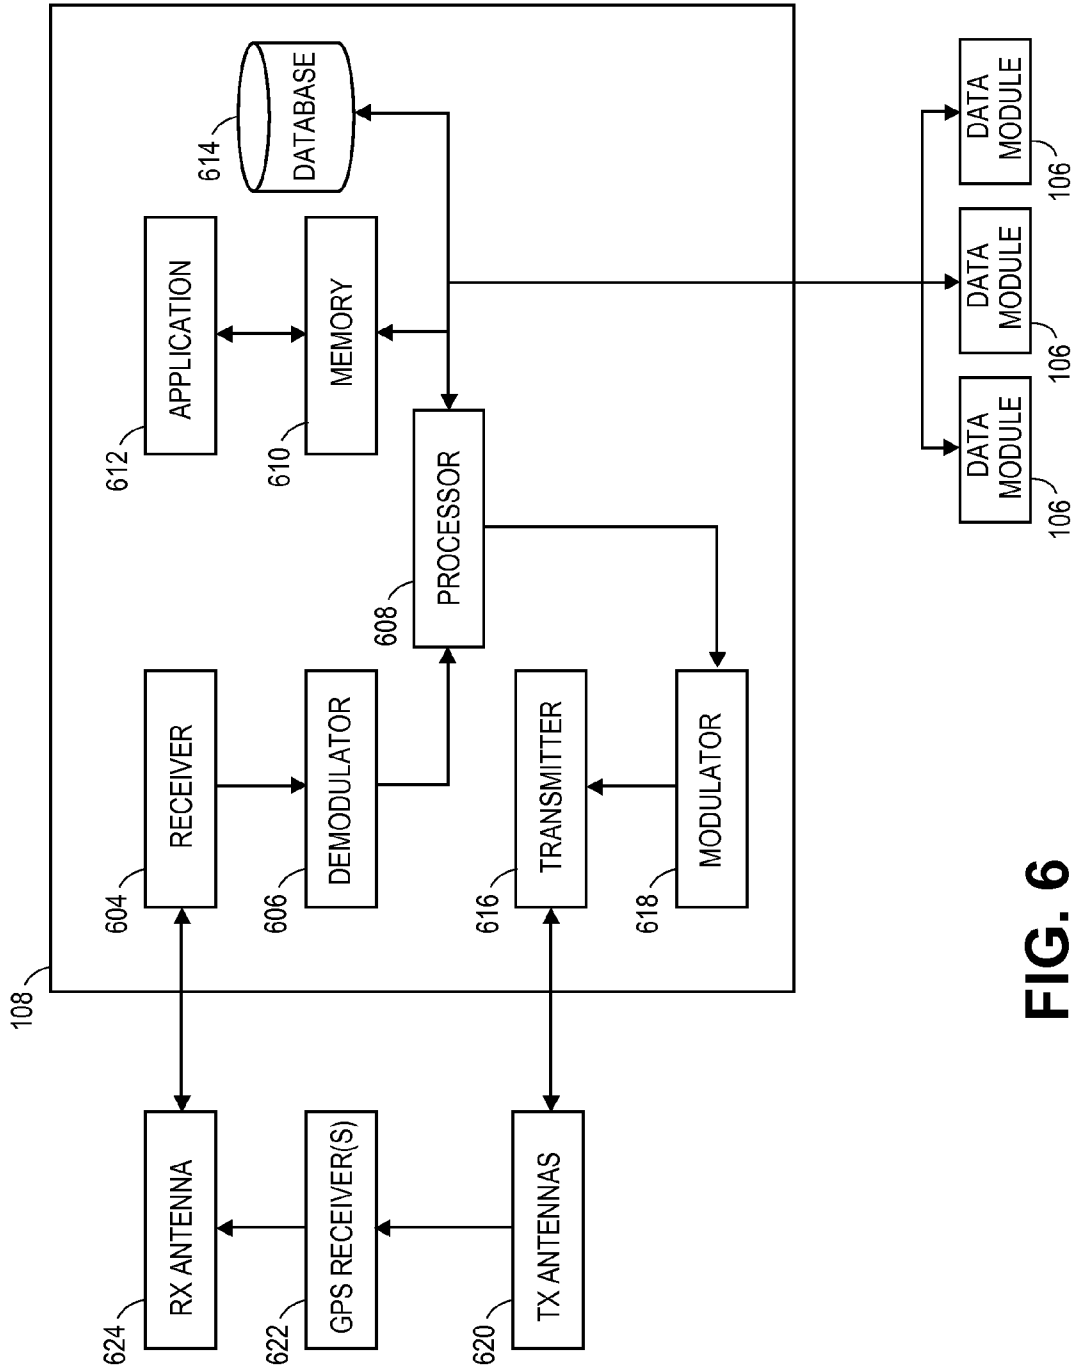 108
624
RX ANTENNA
622
GPS RECEIVER(S)
620
TX ANTENNAS
604
RECEIVER
606
DEMODULATOR
616
TRANSMITTER
618
MODULATOR
608
PROCESSOR
612
APPLICATION
610
MEMORY
614
DATABASE
DATA
MODULE
106
DATA
MODULE
106
DATA
MODULE
106
FIG. 6